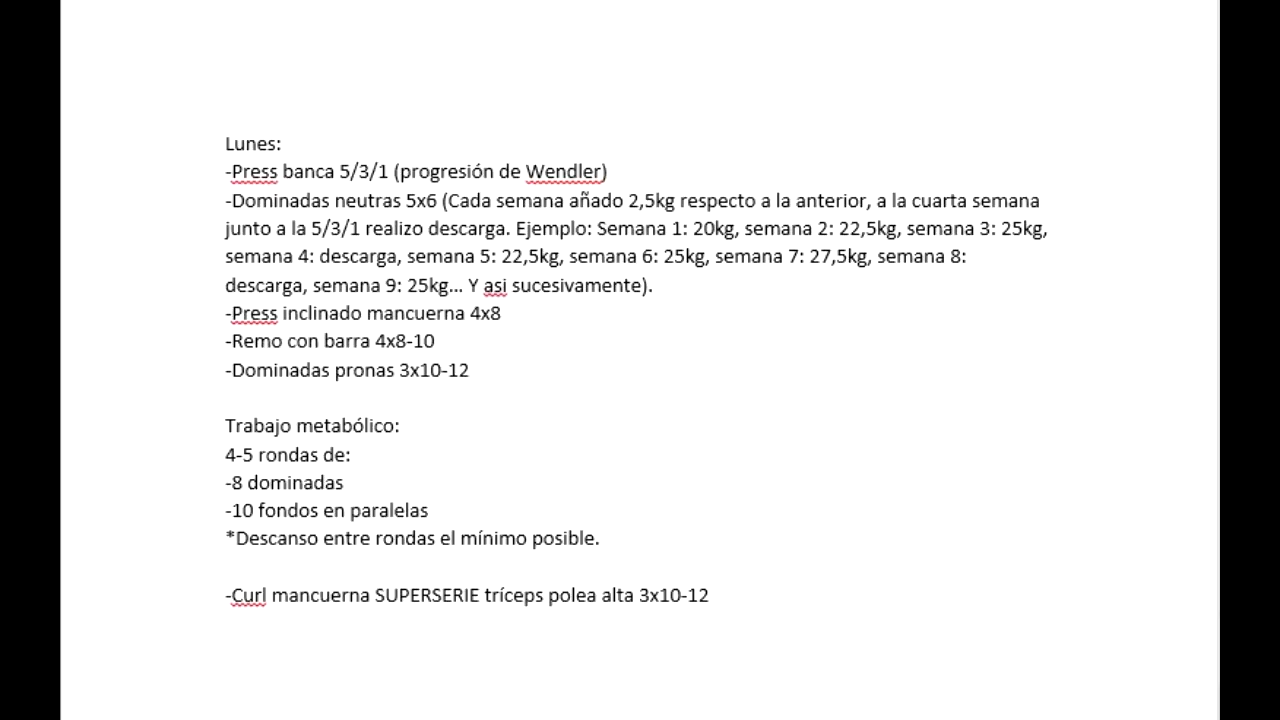 Lunes:
-Press banca 5/3/1 (progresión de Wendler)
-Dominadas neutras 5x6 (Cada semana añado 2,5kg respecto a la anterior, a la cuarta semana
junto a la 5/3/1 realizo descarga. Ejemplo: Semana 1: 20kg, semana 2: 22,5kg, semana 3: 25kg,
semana 4: descarga, semana 5: 22,5kg, semana 6: 25kg, semana 7: 27,5kg, semana 8:
descarga, semana 9: 25kg... Y asi sucesivamente).
-Press inclinado mancuerna 4x8
-Remo con barra 4x8-10
-Dominadas pronas 3x10-12
Trabajo metabólico:
4-5 rondas de:
-8 dominadas
-10 fondos en paralelas
*Descanso entre rondas el mínimo posible.
-Curl mancuerna SUPERSERIE tríceps polea alta 3x10-12